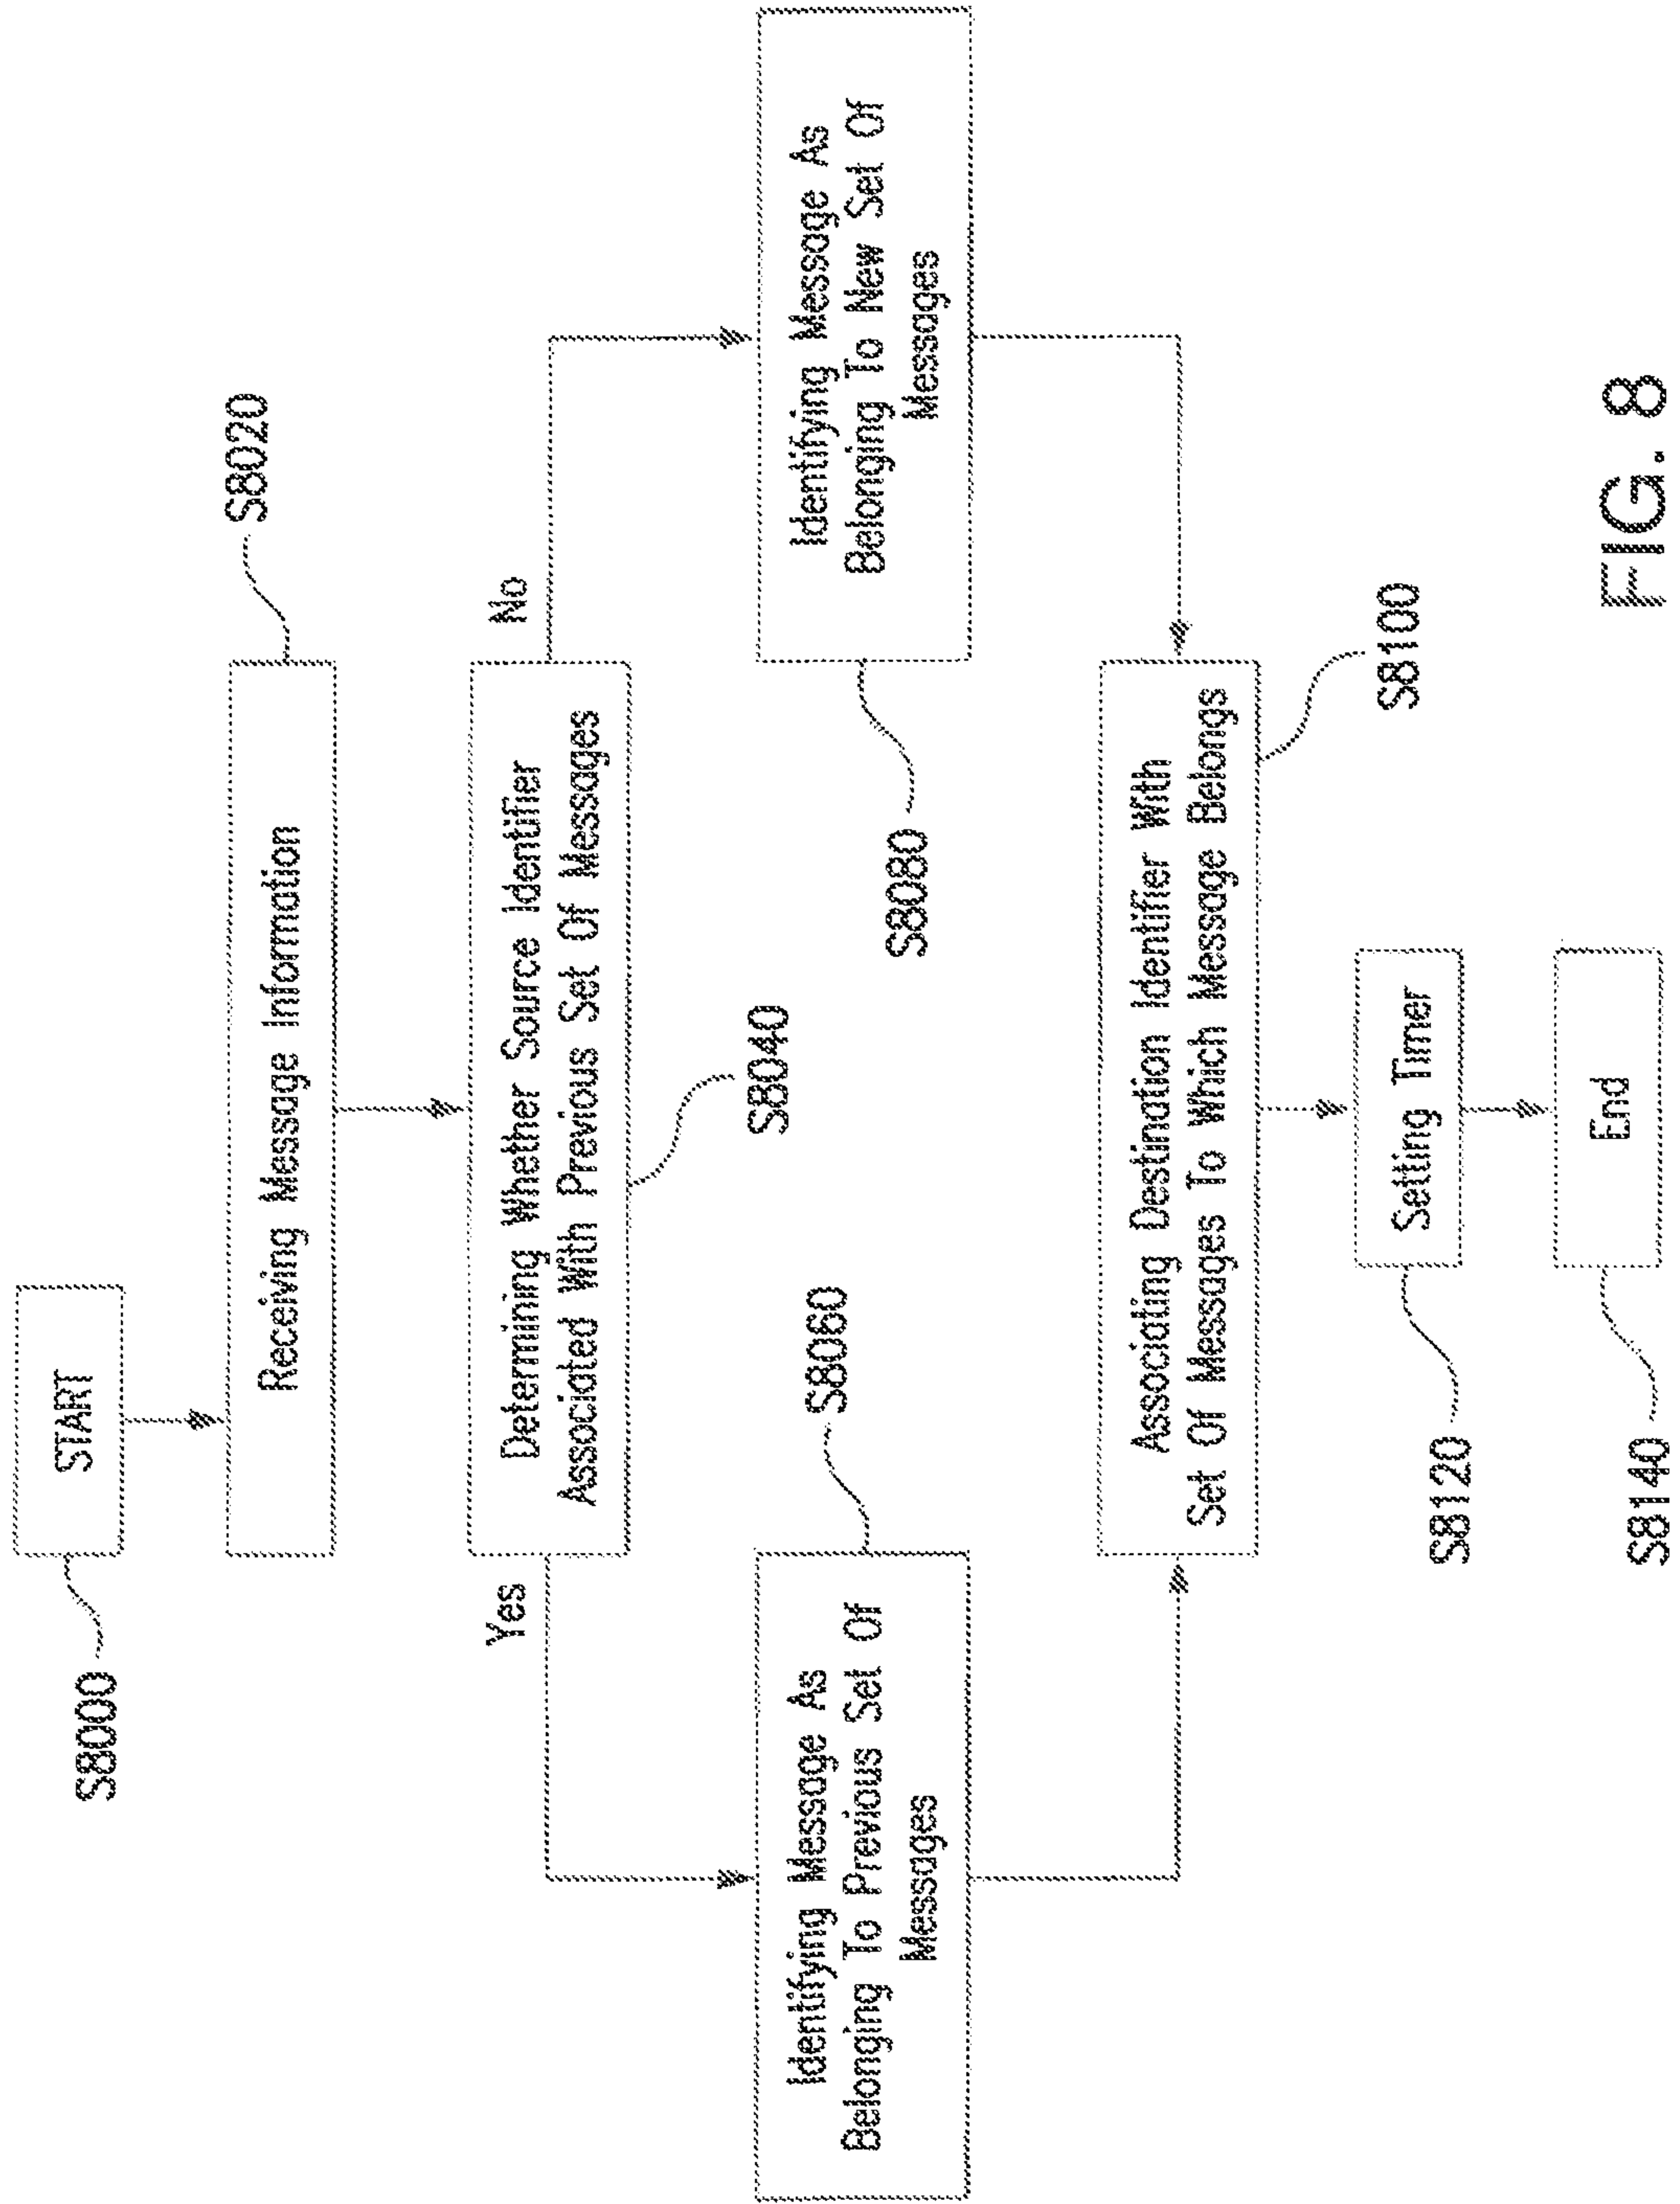 START
S8000
Receiving Message Information
S8020
Determining Whether Source Identifier
Associated With Previous Set Of Messages
S8040
Yes
No
Identifying Message As
Belonging To Previous Set Of
Messages
S8060
Identifying Message As
Belonging To New Set Of
Messages
S8080
Associating Destination Identifier With
Set Of Messages To Which Message Belongs
S8100
Setting Timer
S8120
End
S8140
FIG. 8